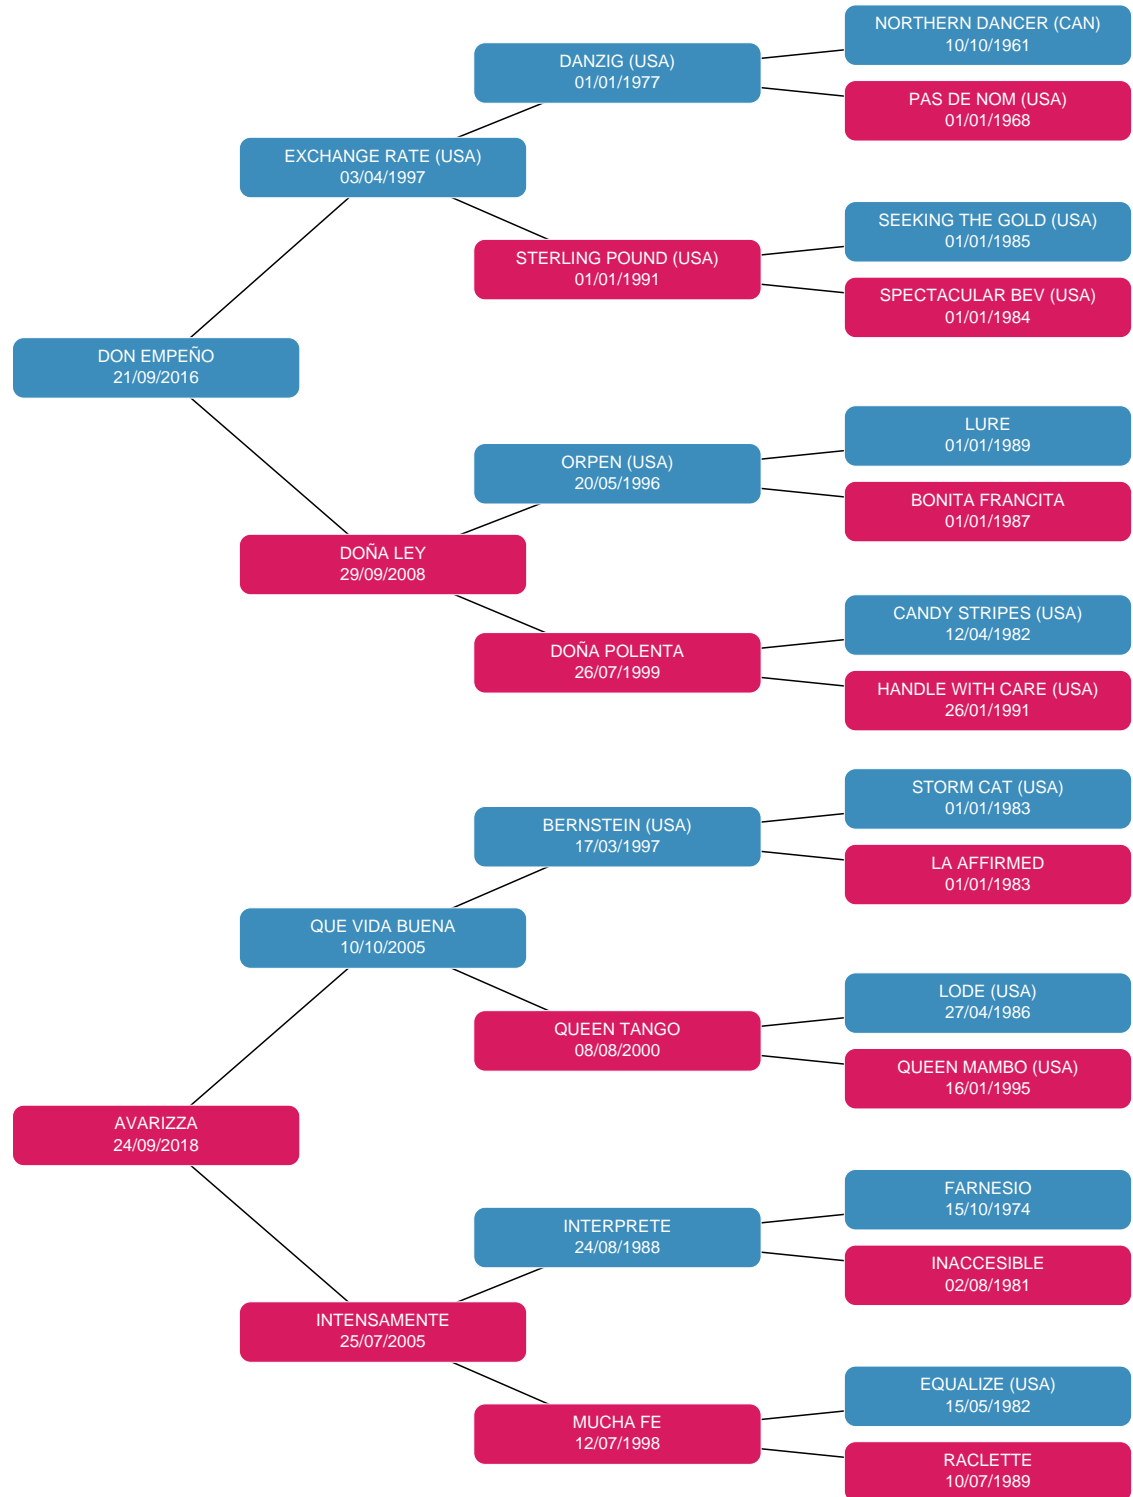 NORTHERN DANCER (CAN)
10/10/1961
DANZIG (USA)
01/01/1977
PAS DE NOM (USA)
01/01/1968
EXCHANGE RATE (USA)
03/04/1997
SEEKING THE GOLD (USA)
01/01/1985
STERLING POUND (USA)
01/01/1991
SPECTACULAR BEV (USA)
01/01/1984
DON EMPEÑO
21/09/2016
LURE
01/01/1989
ORPEN (USA)
20/05/1996
BONITA FRANCITA
01/01/1987
DOÑA LEY
29/09/2008
CANDY STRIPES (USA)
12/04/1982
DOÑA POLENTA
26/07/1999
HANDLE WITH CARE (USA)
26/01/1991
STORM CAT (USA)
01/01/1983
BERNSTEIN (USA)
17/03/1997
LA AFFIRMED
01/01/1983
QUE VIDA BUENA
10/10/2005
LODE (USA)
27/04/1986
QUEEN TANGO
08/08/2000
QUEEN MAMBO (USA)
16/01/1995
AVARIZZA
24/09/2018
FARNESIO
15/10/1974
INTERPRETE
24/08/1988
INACCESIBLE
02/08/1981
INTENSAMENTE
25/07/2005
EQUALIZE (USA)
15/05/1982
MUCHA FE
12/07/1998
RACLETTE
10/07/1989